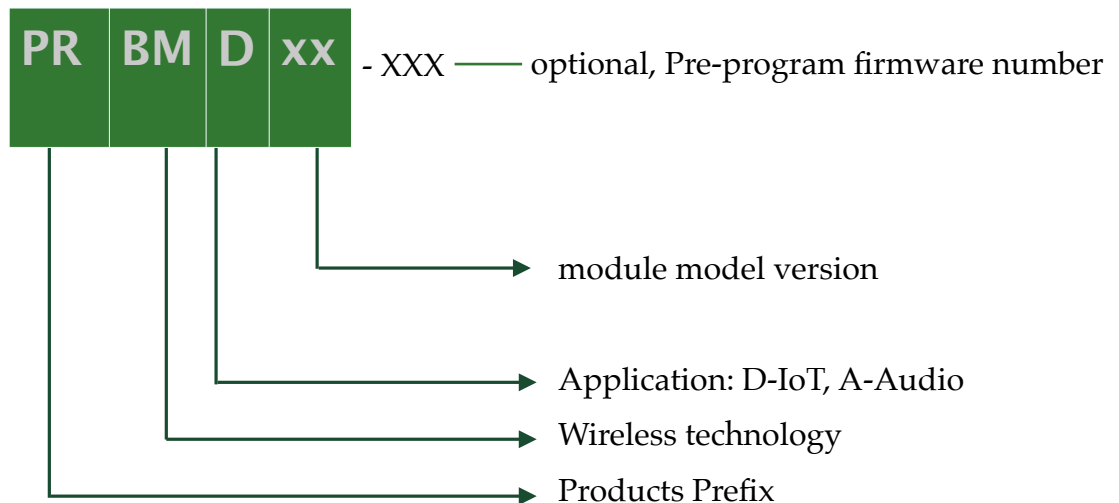 PR BM D xx - XXX optional, Pre-program firmware number
module model version
Application: D-IoT, A-Audio
Wireless technology
Products Prefix